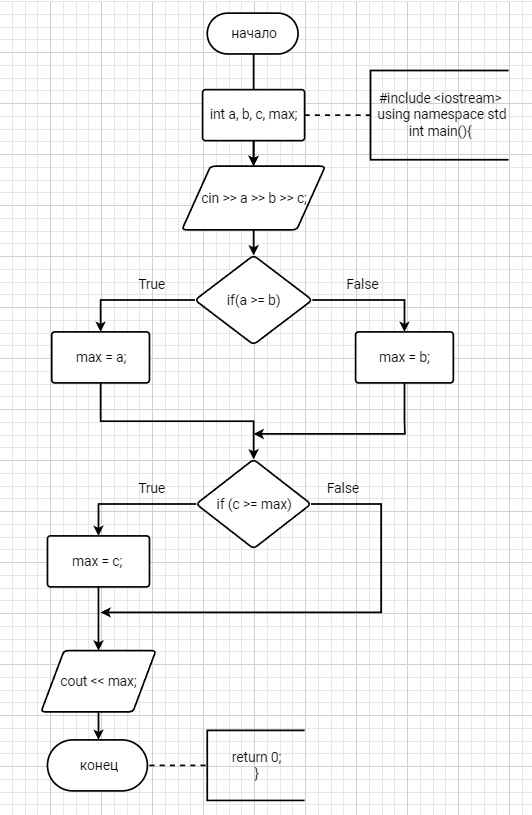 начало
int a, b, c, max;
#include <iostream>
using namespace std
int main(){
cin >> a >> b >> c;
True
if(a >= b)
False
max = a;
max = b;
True
if (c >= max)
False
max = c;
cout << max;
конец
return 0;
}